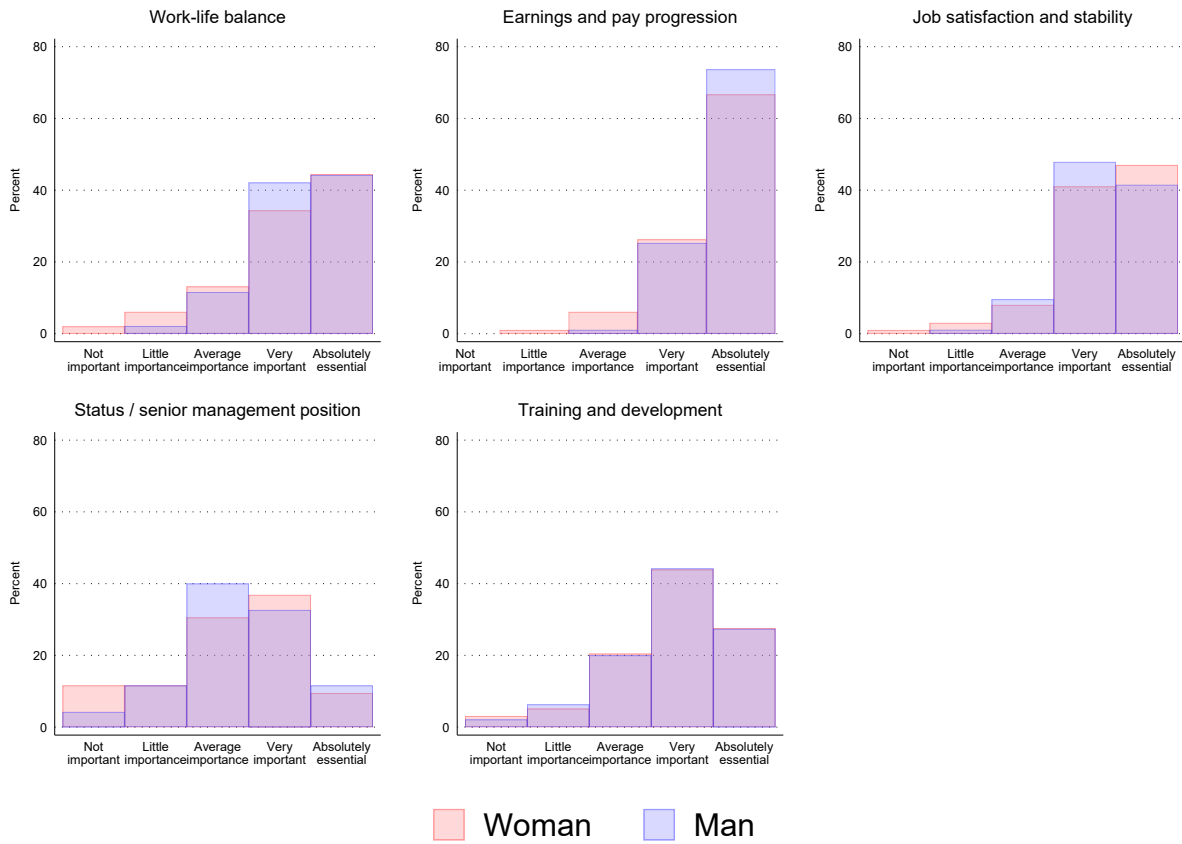 Work-life balance
Earnings and pay progression
Job satisfaction and stability
Percent
80
60
40
20
0
Not important
Little importance
Average importance
Very important
Absolutely essential
Percent
80
60
40
20
0
Not important
Little importance
Average importance
Very important
Absolutely essential
Percent
80
60
40
20
0
Not important
Little importance
Average importance
Very important
Absolutely essential
Status / senior management position
Training and development
Percent
80
60
40
20
0
Not important
Little importance
Average importance
Very important
Absolutely essential
Percent
80
60
40
20
0
Not important
Little importance
Average importance
Very important
Absolutely essential
Woman
Man